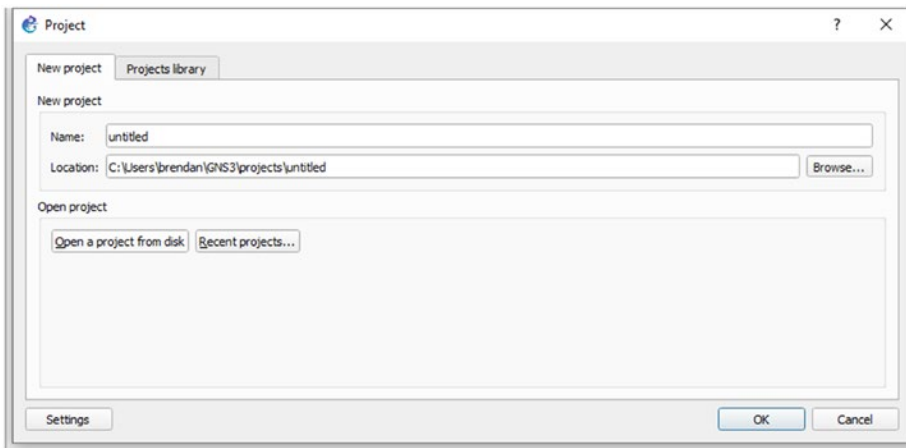 Project ? ×
New project Projects library
New project
Name: untitled
Location: C:\Users\brendan\GNS3\projects\untitled Browse...
Open project
Open a project from disk Recent projects...
Settings OK Cancel